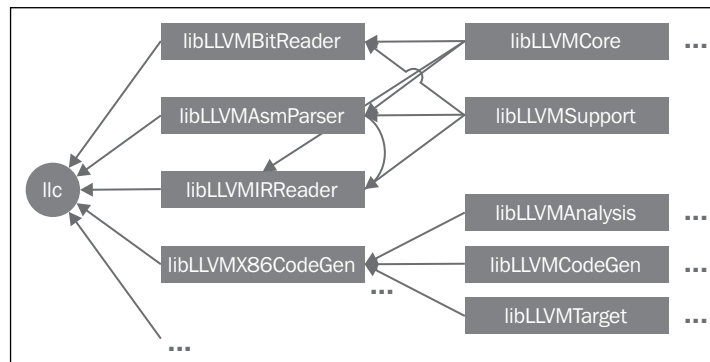 libLLVMBitReader libLLVMCore ...
libLLVMAsmParser libLLVMSupport
llc libLLVMIRReader
libLLVMAnalysis ...
libLLVMX86CodeGen libLLVMCodeGen ...
...
libLLVMTarget ...
...